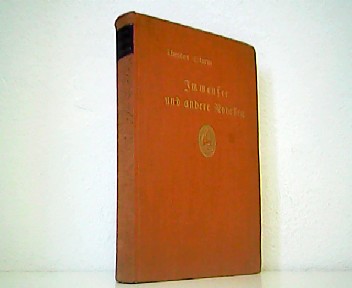 Theodor Storm
Immensee
und andere Novellen